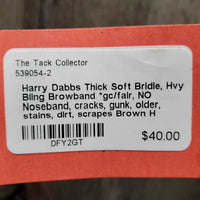 The Tack Collector
539054-2
Harry Dabbs Thick Soft Bridle, Hvy
Bling Browband *gc/fair, NO
Noseband, cracks, gunk, older,
stains, dirt, scrapes Brown H
$40.00
DFY2GT